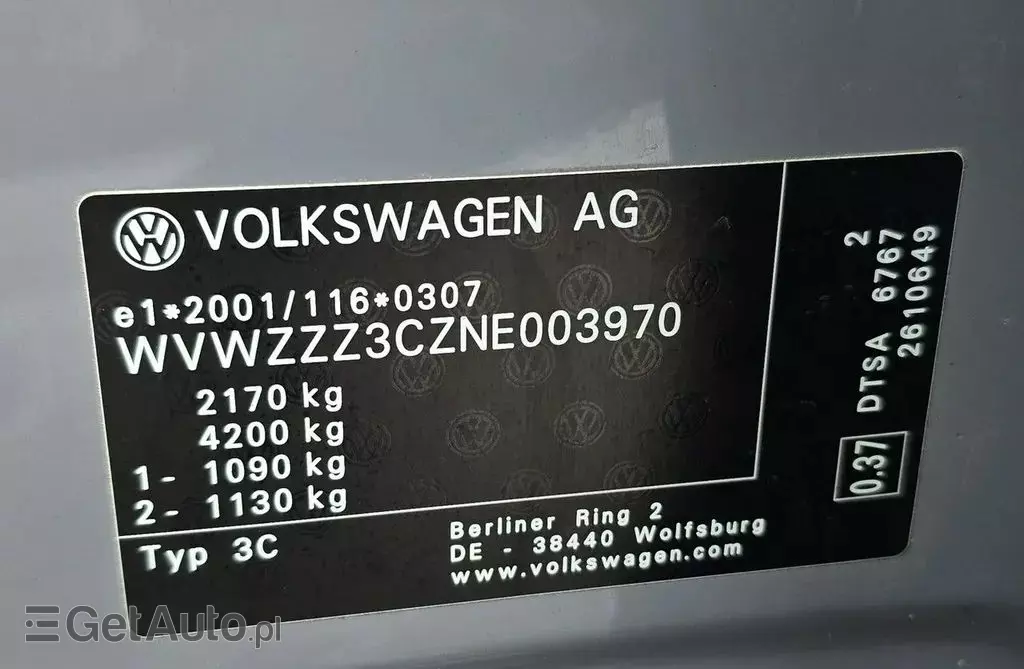 VOLKSWAGEN AG
e1*2001/116*0307
WVWZZZ3CZNE003970
2170 kg
4200 kg
1- 1090 kg
2- 1130 kg
Typ 3C
Berliner Ring 2
DE - 38440 Wolfsburg
www.volkswagen.com
2
0.37 DTSA 6767
2610649
GetAuto.pl